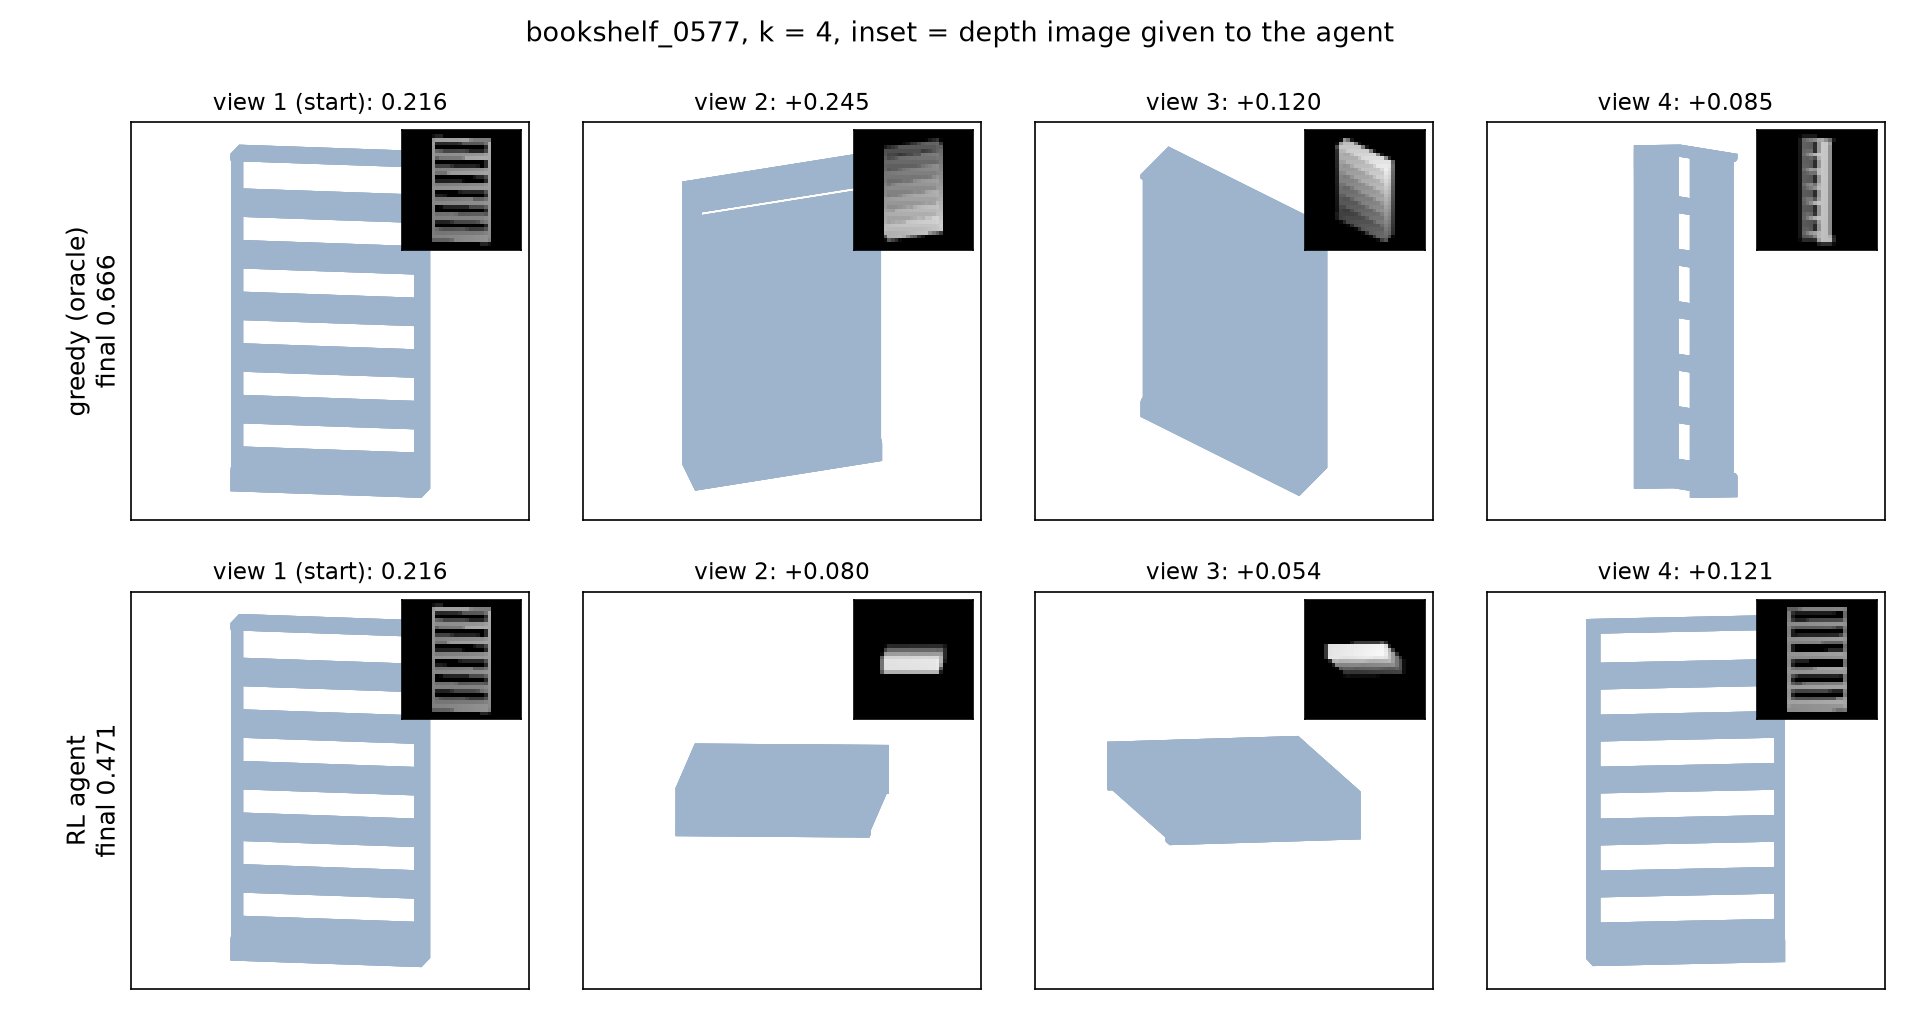 bookshelf_0577, k = 4, inset = depth image given to the agent
view 1 (start): 0.216
view 2: +0.245
view 3: +0.120
view 4: +0.085
greedy (oracle)
final 0.666
view 1 (start): 0.216
view 2: +0.080
view 3: +0.054
view 4: +0.121
RL agent
final 0.471